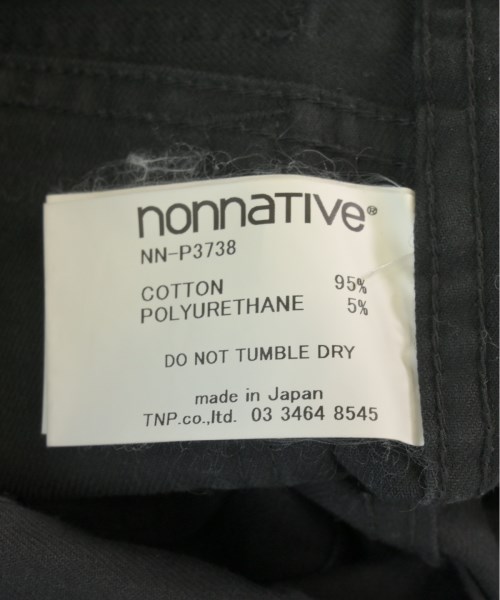 nonnaTIve®
NN-P3738
COTTON 95%
POLYURETHANE 5%
DO NOT TUMBLE DRY
made in Japan
TNP.co.,ltd. 03 3464 8545